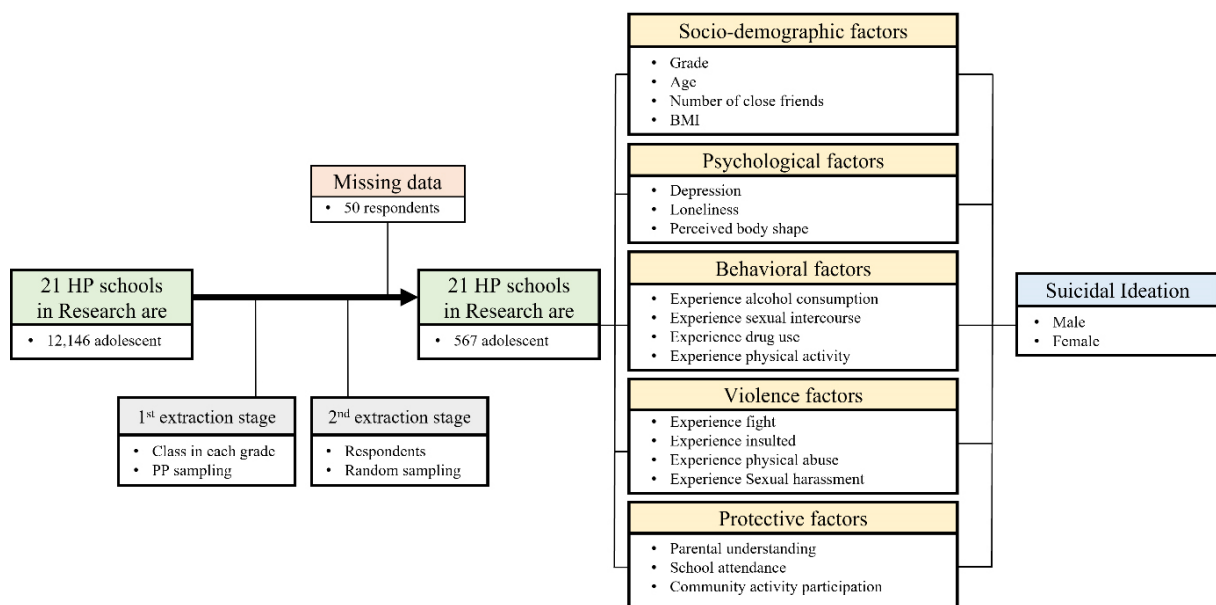 21 HP schools
in Research are
• 12,146 adolescent
Missing data
• 50 respondents
1st extraction stage
• Class in each grade
• PP sampling
2nd extraction stage
• Respondents
• Random sampling
21 HP schools
in Research are
• 567 adolescent
Socio-demographic factors
• Grade
• Age
• Number of close friends
• BMI
Psychological factors
• Depression
• Loneliness
• Perceived body shape
Behavioral factors
• Experience alcohol consumption
• Experience sexual intercourse
• Experience drug use
• Experience physical activity
Violence factors
• Experience fight
• Experience insulted
• Experience physical abuse
• Experience Sexual harassment
Protective factors
• Parental understanding
• School attendance
• Community activity participation
Suicidal Ideation
• Male
• Female